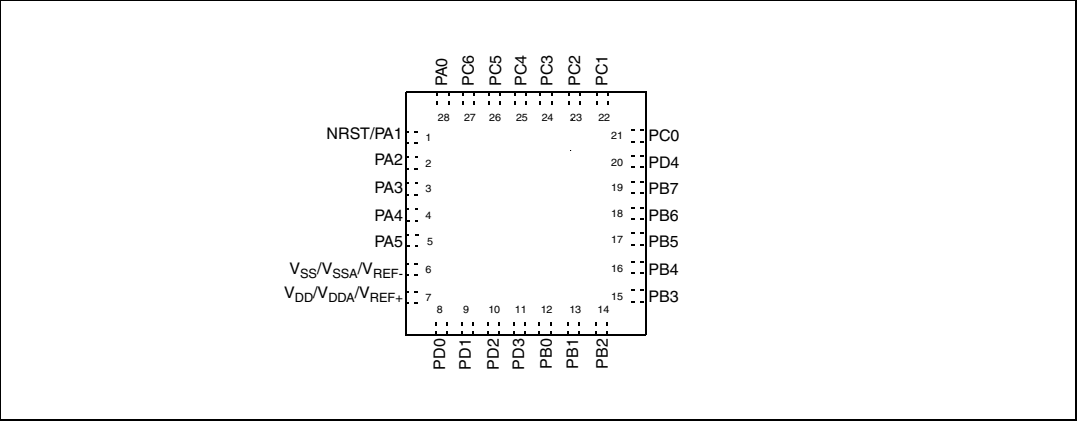 PA0 PC6 PC5 PC4 PC3 PC2 PC1
28 27 26 25 24 23 22
NRST/PA1 1 21 PC0
PA2 2 20 PD4
PA3 3 19 PB7
PA4 4 18 PB6
PA5 5 17 PB5
VSS/VSSA/VREF- 6 16 PB4
VDD/VDDA/VREF+ 7 15 PB3
8 9 10 11 12 13 14
PD0 PD1 PD2 PD3 PB0 PB1 PB2